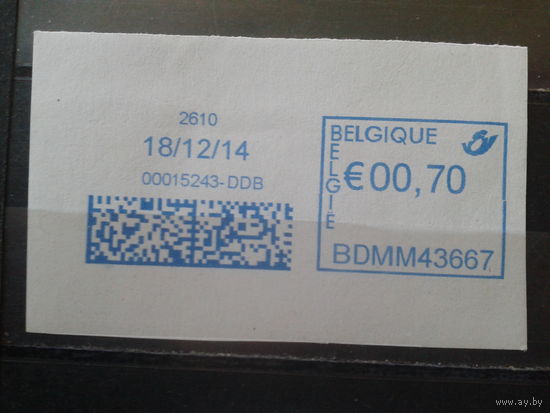 2610
18/12/14
00015243-DDB
BELGIQUE
BELGIË
€00,70
BDMM43667
www.ay.by